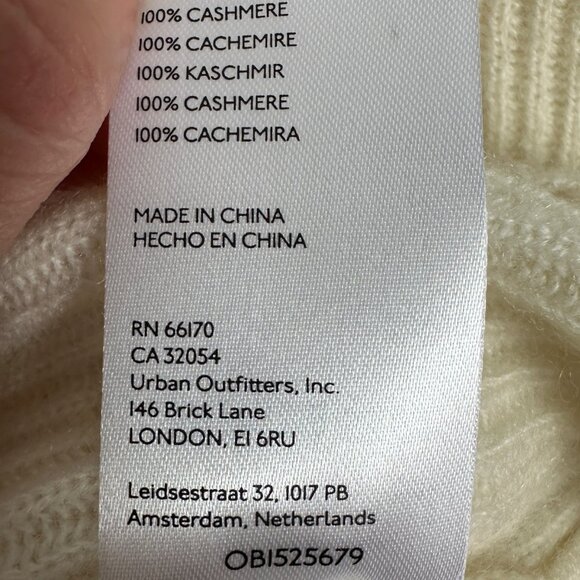 100% CASHMERE
100% CACHEMIRE
100% KASCHMIR
100% CASHMERE
100% CACHEMIRA
MADE IN CHINA
HECHO EN CHINA
RN 66170
CA 32054
Urban Outfitters, Inc.
146 Brick Lane
LONDON, E1 6RU
Leidsestraat 32, 1017 PB
Amsterdam, Netherlands
OB1525679